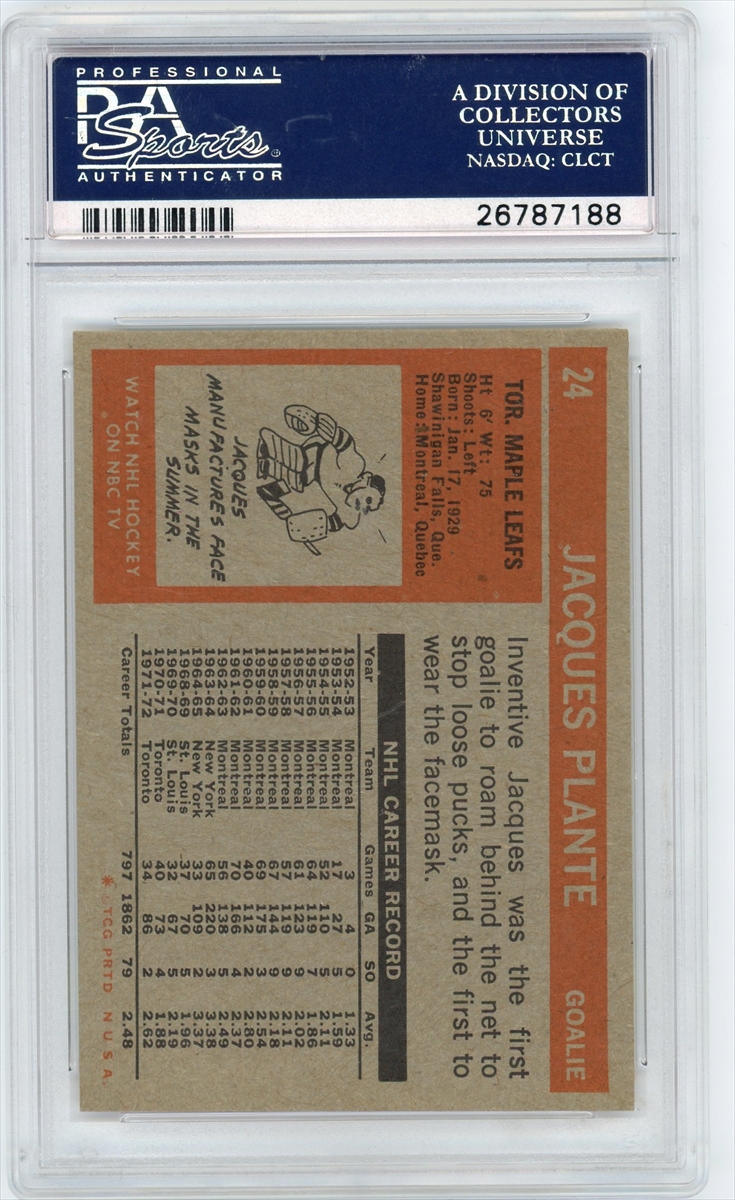 PROFESSIONAL
PSA
Sports
AUTHENTICATOR
A DIVISION OF
COLLECTORS
UNIVERSE
NASDAQ: CLCT
26787188
24 JACQUES PLANTE GOALIE
TOR. MAPLE LEAFS
Ht 6' Wt: 75
Shoots: Left
Born: Jan. 17, 1929
Shawinigan Falls, Que.
Home: Montreal, Quebec
JACQUES
MANUFACTURES FACE
MASKS IN THE
SUMMER.
WATCH NHL HOCKEY
ON NBC TV
Inventive Jacques was the first
goalie to roam behind the net to
stop loose pucks, and the first to
wear the facemask.
NHL CAREER RECORD
Year Team Games GA SO Avg.
1952-53 Montreal 3 4 0 1.33
1953-54 Montreal 17 27 5 1.59
1954-55 Montreal 52 110 5 2.11
1955-56 Montreal 64 119 7 1.86
1956-57 Montreal 61 123 9 2.02
1957-58 Montreal 57 119 9 2.11
1958-59 Montreal 67 144 9 2.18
1959-60 Montreal 69 175 3 2.54
1960-61 Montreal 40 112 2 2.80
1961-62 Montreal 70 166 4 2.37
1962-63 Montreal 56 138 5 2.49
1963-64 New York 65 220 3 3.38
1964-65 New York 33 109 2 3.37
1968-69 St. Louis 37 70 5 1.96
1969-70 St. Louis 32 67 5 2.19
1970-71 Toronto 40 73 4 1.88
1971-72 Toronto 34 86 2 2.62
Career Totals 797 1862 79 2.48
* © TCG PRTD N U S A.